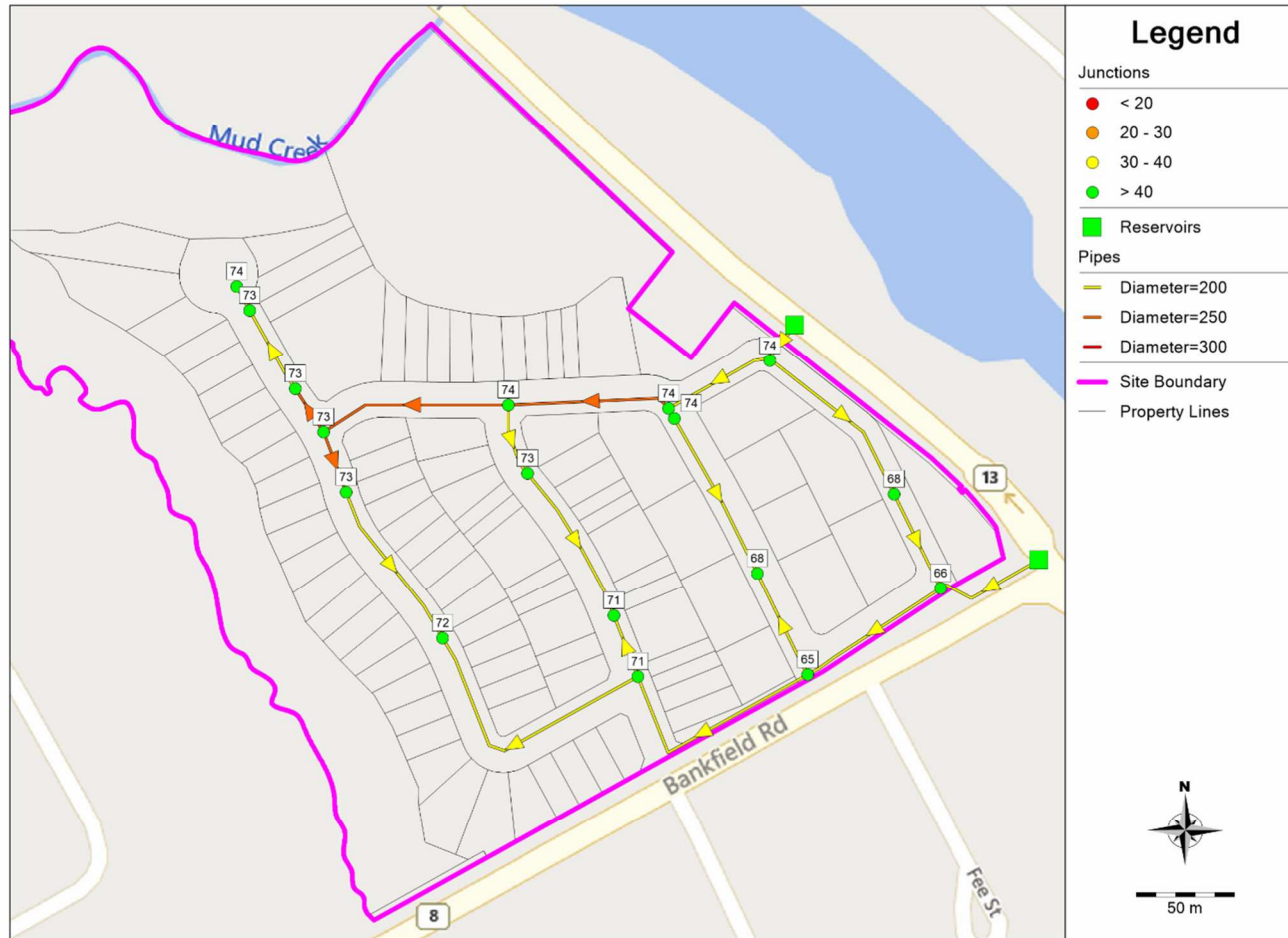 Mud Creek
74
73
73
73
73
72
74
73
71
71
74
74
74
68
68
66
65
13
Bankfield Rd
8
Fee St
Legend
Junctions
< 20
20 - 30
30 - 40
> 40
Reservoirs
Pipes
Diameter=200
Diameter=250
Diameter=300
Site Boundary
Property Lines
N
50 m